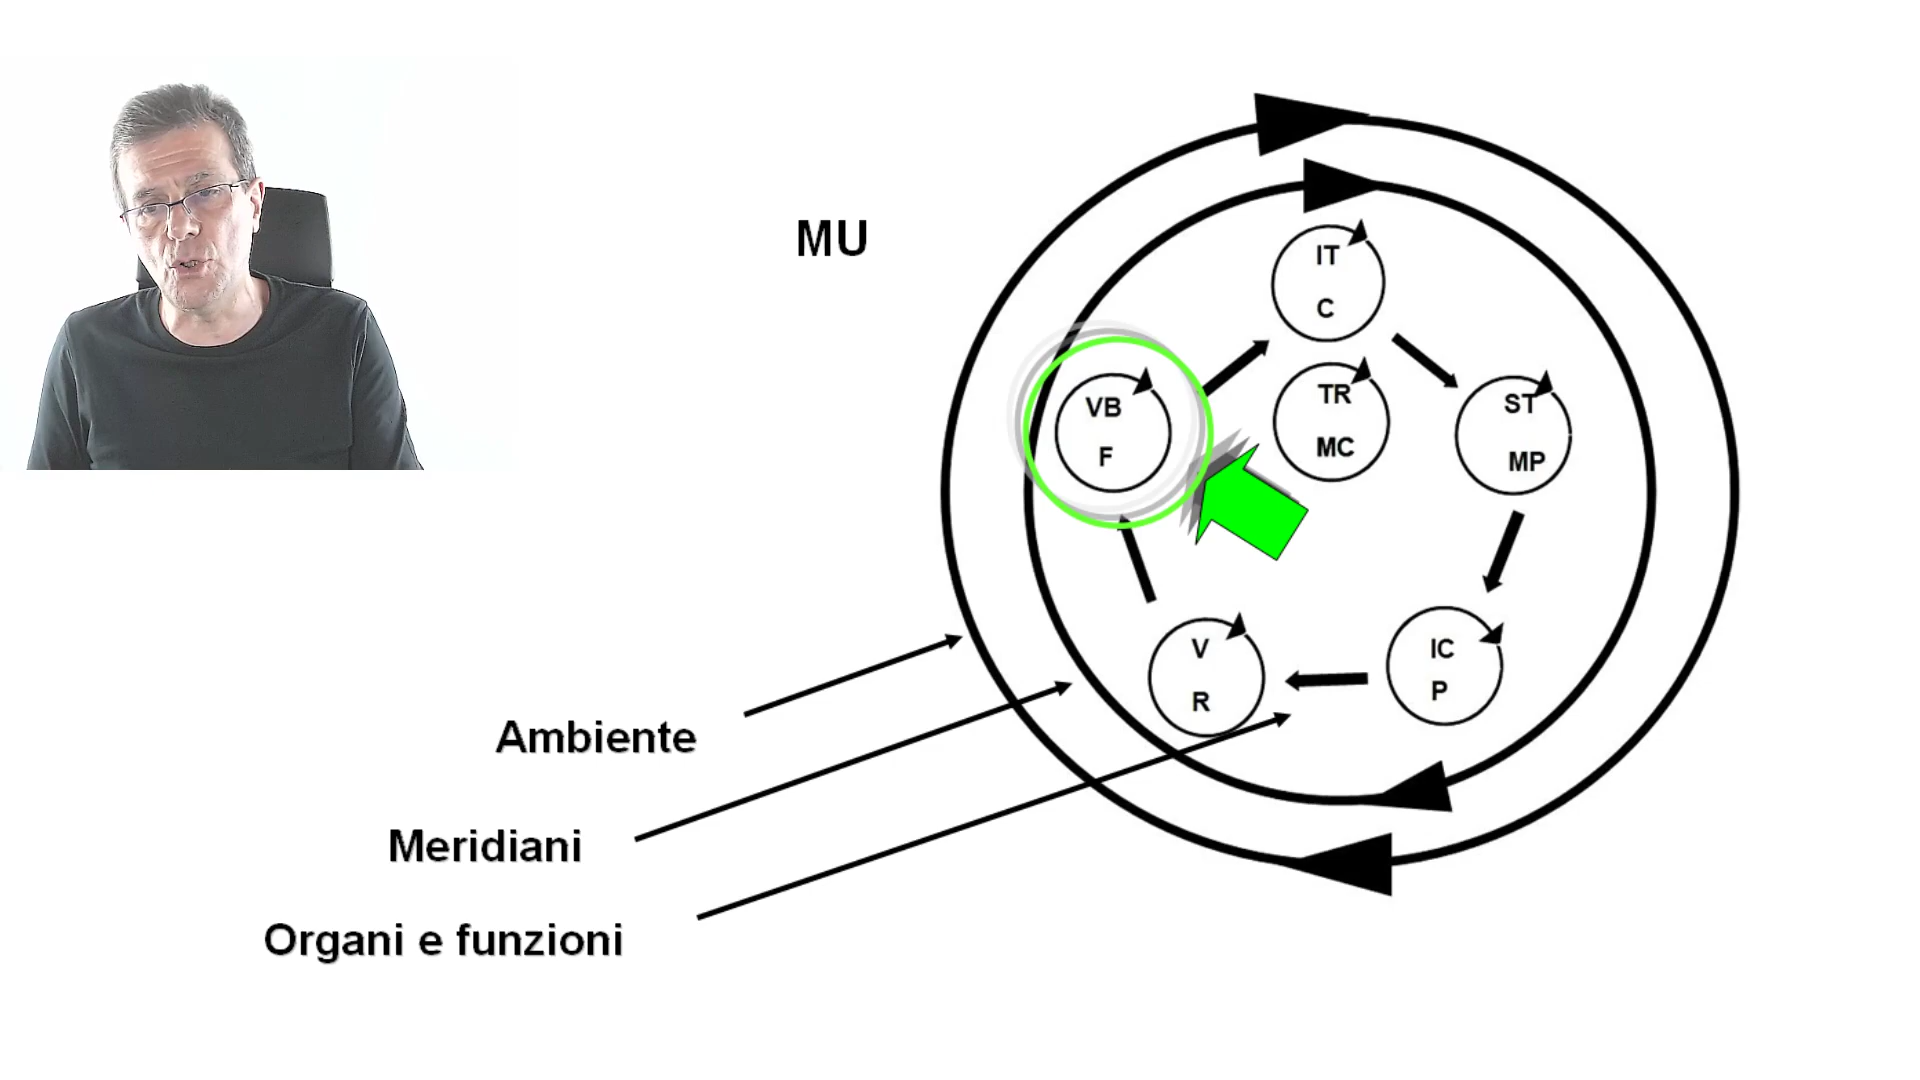 MU
IT
C
VB
F
TR
MC
ST
MP
V
R
IC
P
Ambiente
Meridiani
Organi e funzioni